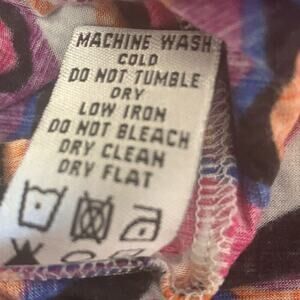 MACHINE WASH
COLD
DO NOT TUMBLE
DRY
LOW IRON
DO NOT BLEACH
DRY CLEAN
DRY FLAT